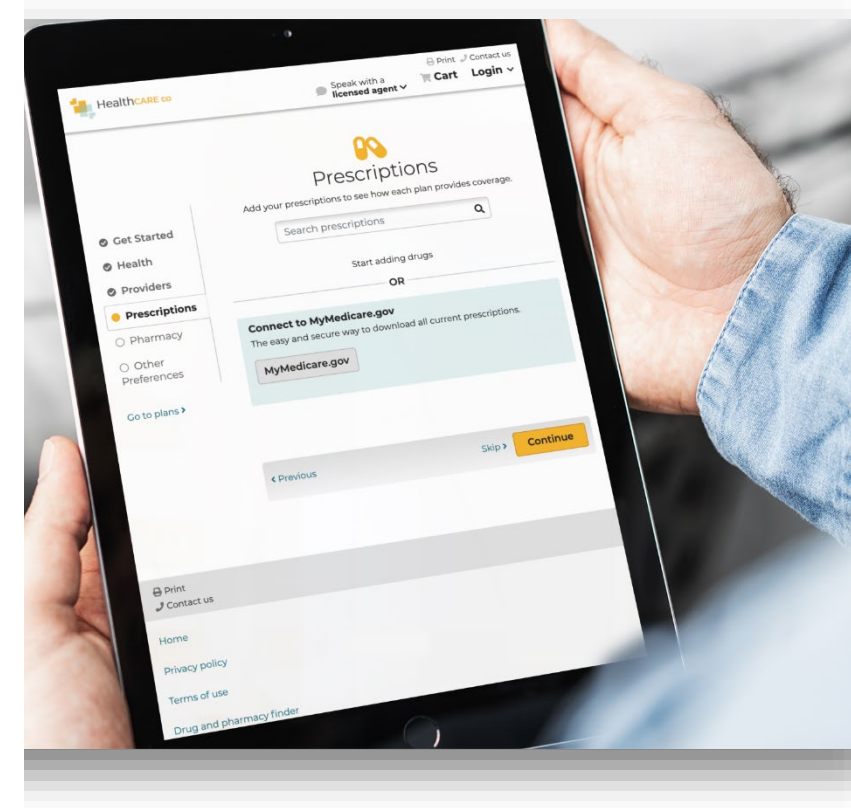 HealthCARE co
Print Contact us
Speak with a
licensed agent
Cart Login
Prescriptions
Add your prescriptions to see how each plan provides coverage.
Search prescriptions
Start adding drugs
OR
Get Started
Health
Providers
Prescriptions
Pharmacy
Other
Preferences
Go to plans
Connect to MyMedicare.gov
The easy and secure way to download all current prescriptions.
MyMedicare.gov
Previous
Skip
Continue
Print
Contact us
Home
Privacy policy
Terms of use
Drug and pharmacy finder